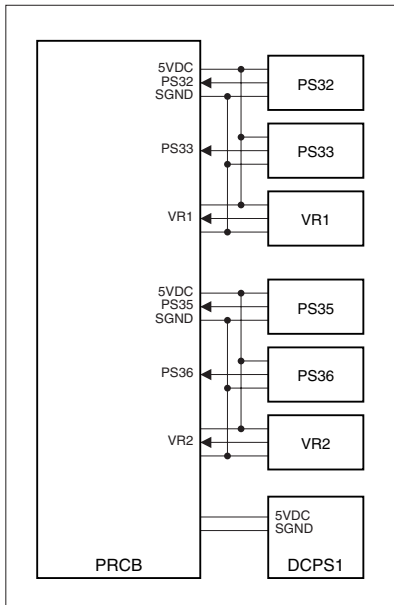 5VDC
PS32
SGND
PS32
PS33
PS33
VR1
VR1
5VDC
PS35
SGND
PS35
PS36
PS36
VR2
VR2
5VDC
SGND
PRCB
DCPS1